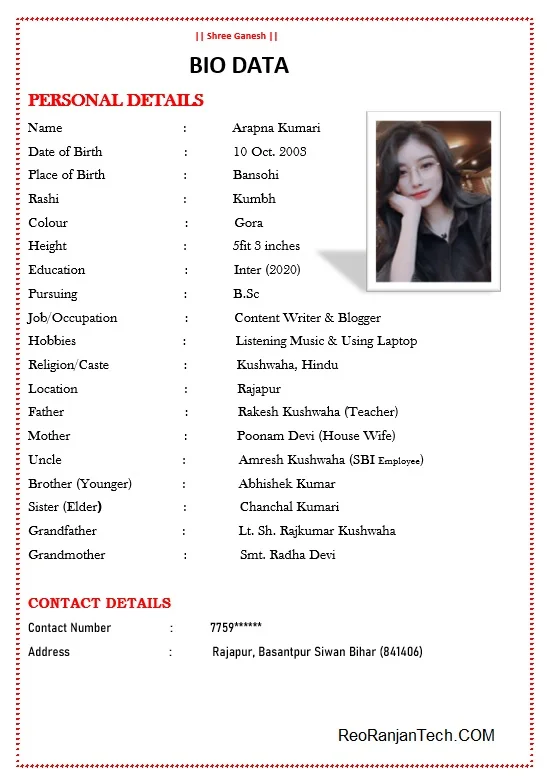 || Shree Ganesh ||
BIO DATA
PERSONAL DETAILS
Name : Arapna Kumari
Date of Birth : 10 Oct. 2003
Place of Birth : Bansohi
Rashi : Kumbh
Colour : Gora
Height : 5fit 3 inches
Education : Inter (2020)
Pursuing : B.Sc
Job/Occupation : Content Writer & Blogger
Hobbies : Listening Music & Using Laptop
Religion/Caste : Kushwaha, Hindu
Location : Rajapur
Father : Rakesh Kushwaha (Teacher)
Mother : Poonam Devi (House Wife)
Uncle : Amresh Kushwaha (SBI Employee)
Brother (Younger) : Abhishek Kumar
Sister (Elder) : Chanchal Kumari
Grandfather : Lt. Sh. Rajkumar Kushwaha
Grandmother : Smt. Radha Devi
CONTACT DETAILS
Contact Number : 7759******
Address : Rajapur, Basantpur Siwan Bihar (841406)
ReoRanjanTech.COM